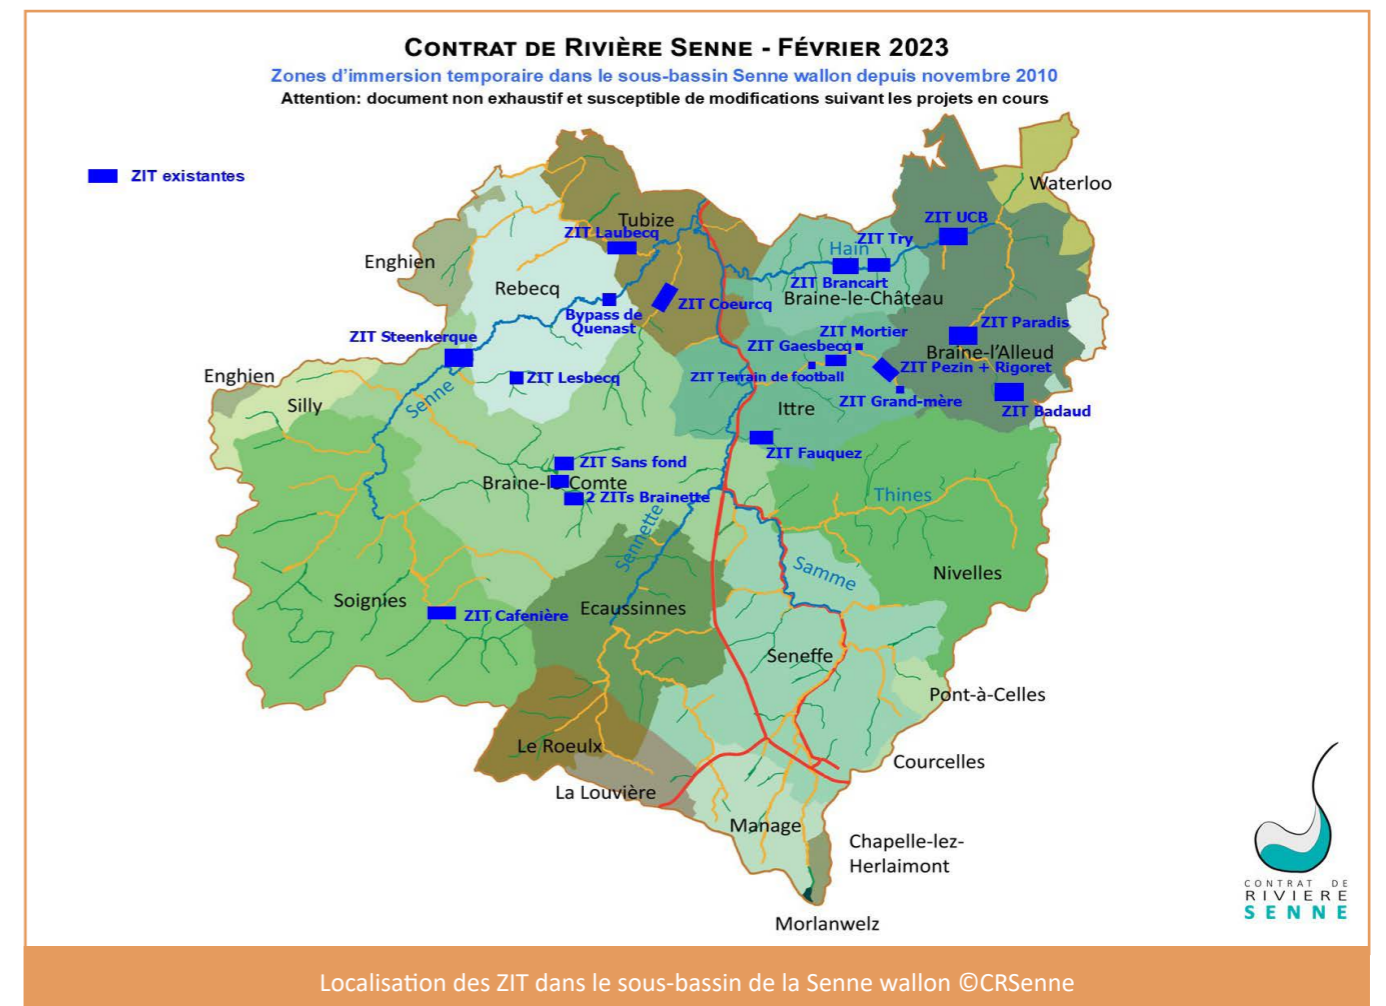 CONTRAT DE RIVIÈRE SENNE - FÉVRIER 2023
Zones d'immersion temporaire dans le sous-bassin Senne wallon depuis novembre 2010
Attention: document non exhaustif et susceptible de modifications suivant les projets en cours
ZIT existantes
Waterloo
Tubize
ZIT UCB
ZIT Laubecq
ZIT Try
Hain
Enghien
ZIT Brancart
Rebecq
Braine-le-Château
ZIT Coeurcq
Bypass de
Quenast
ZIT Paradis
ZIT Mortier
ZIT Steenkerque
ZIT Gaesbecq
Braine-l'Alleud
ZIT Pezin + Rigoret
Enghien
ZIT Lesbecq
ZIT Terrain de football
Senne
ZIT Grand-mère
Silly
Ittre
ZIT Badaud
ZIT Fauquez
ZIT Sans fond
Braine-le-Comte
2 ZITs Brainette
Thines
Sennette
Samme
Nivelles
Soignies
Ecaussinnes
ZIT Cafenière
Seneffe
Pont-à-Celles
Le Roeulx
Courcelles
La Louvière
Manage
Chapelle-lez-
Herlaimont
Morlanwelz
CONTRAT DE
RIVIERE
SENNE
Localisation des ZIT dans le sous-bassin de la Senne wallon ©CRSenne